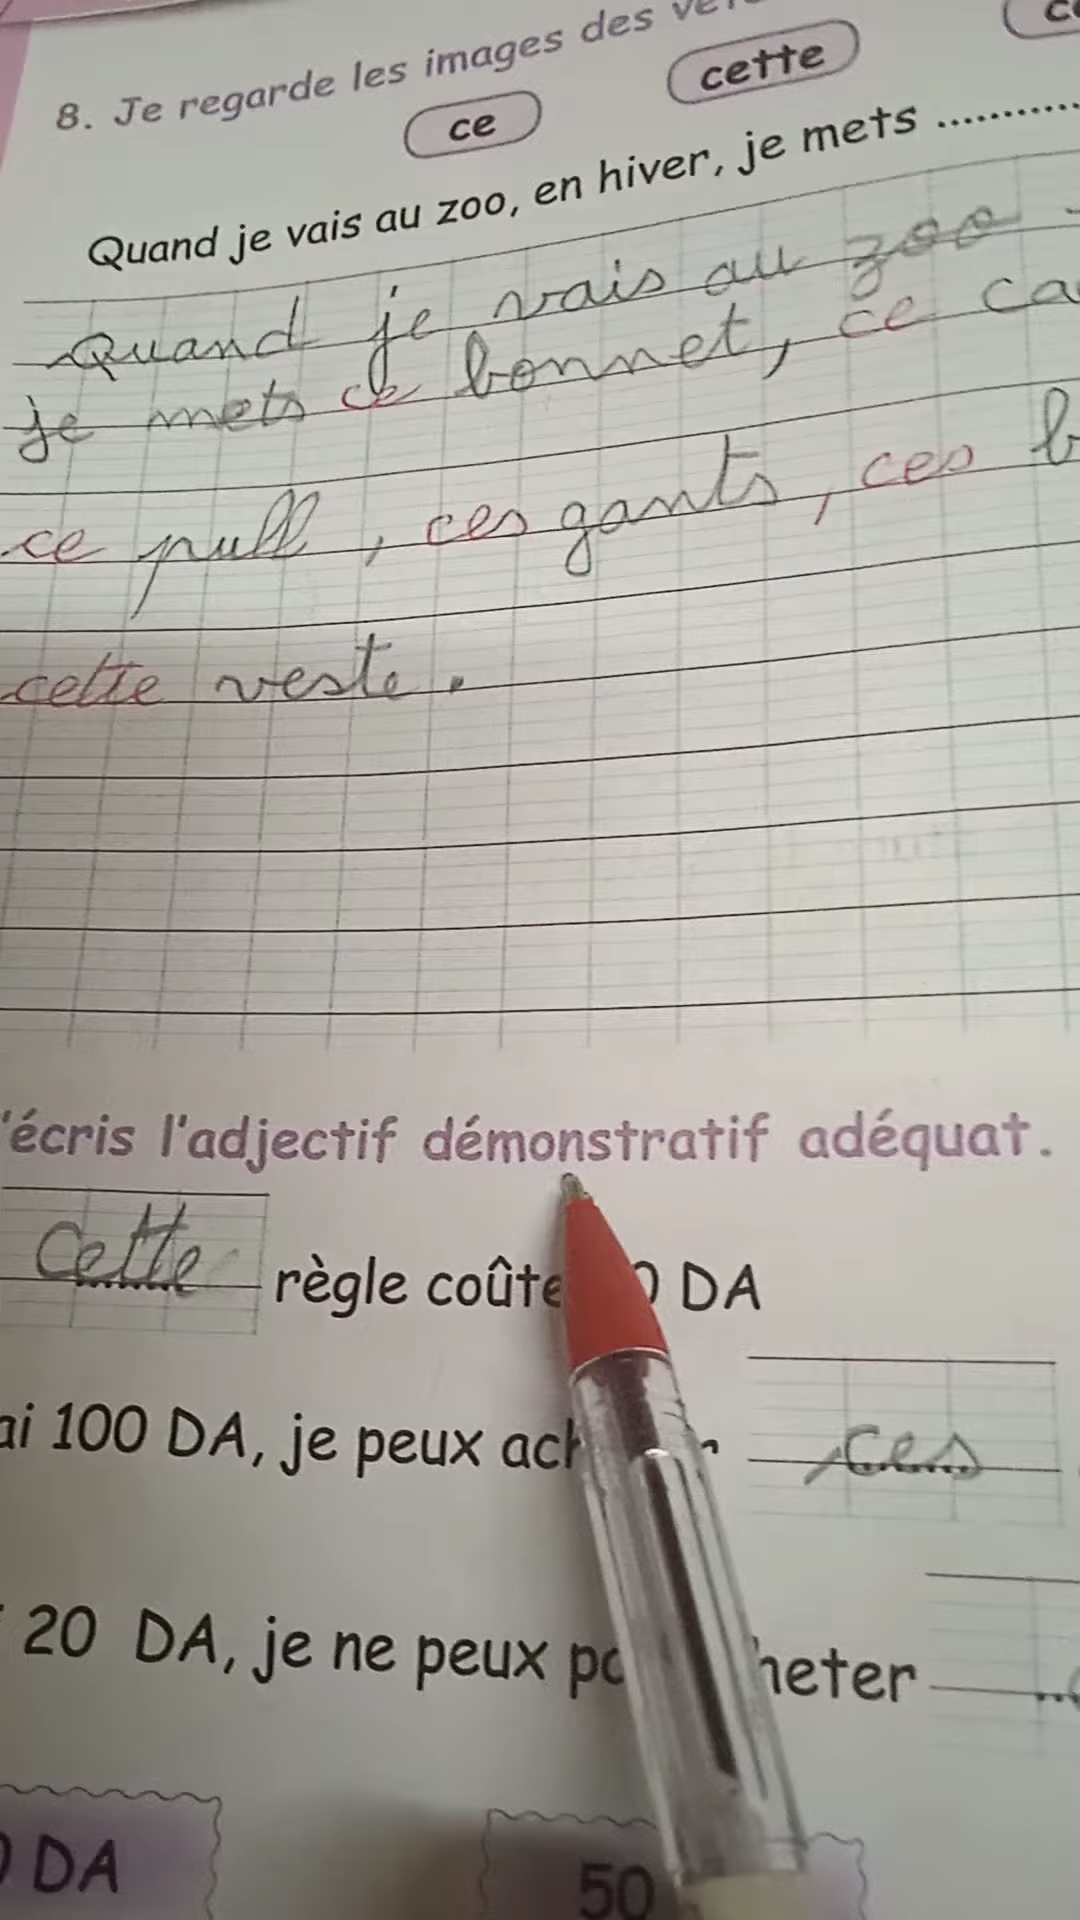 8. Je regarde les images des
ce
cette
Quand je vais au zoo, en hiver, je mets ...........
Quand je vais au zoo
je mets ce bonnet, ce
ce pull, ces gants, ces
cette veste.
'écris l'adjectif démonstratif adéquat.
Cette règle coûte DA
ai 100 DA, je peux ces
20 DA, je ne peux
DA
50